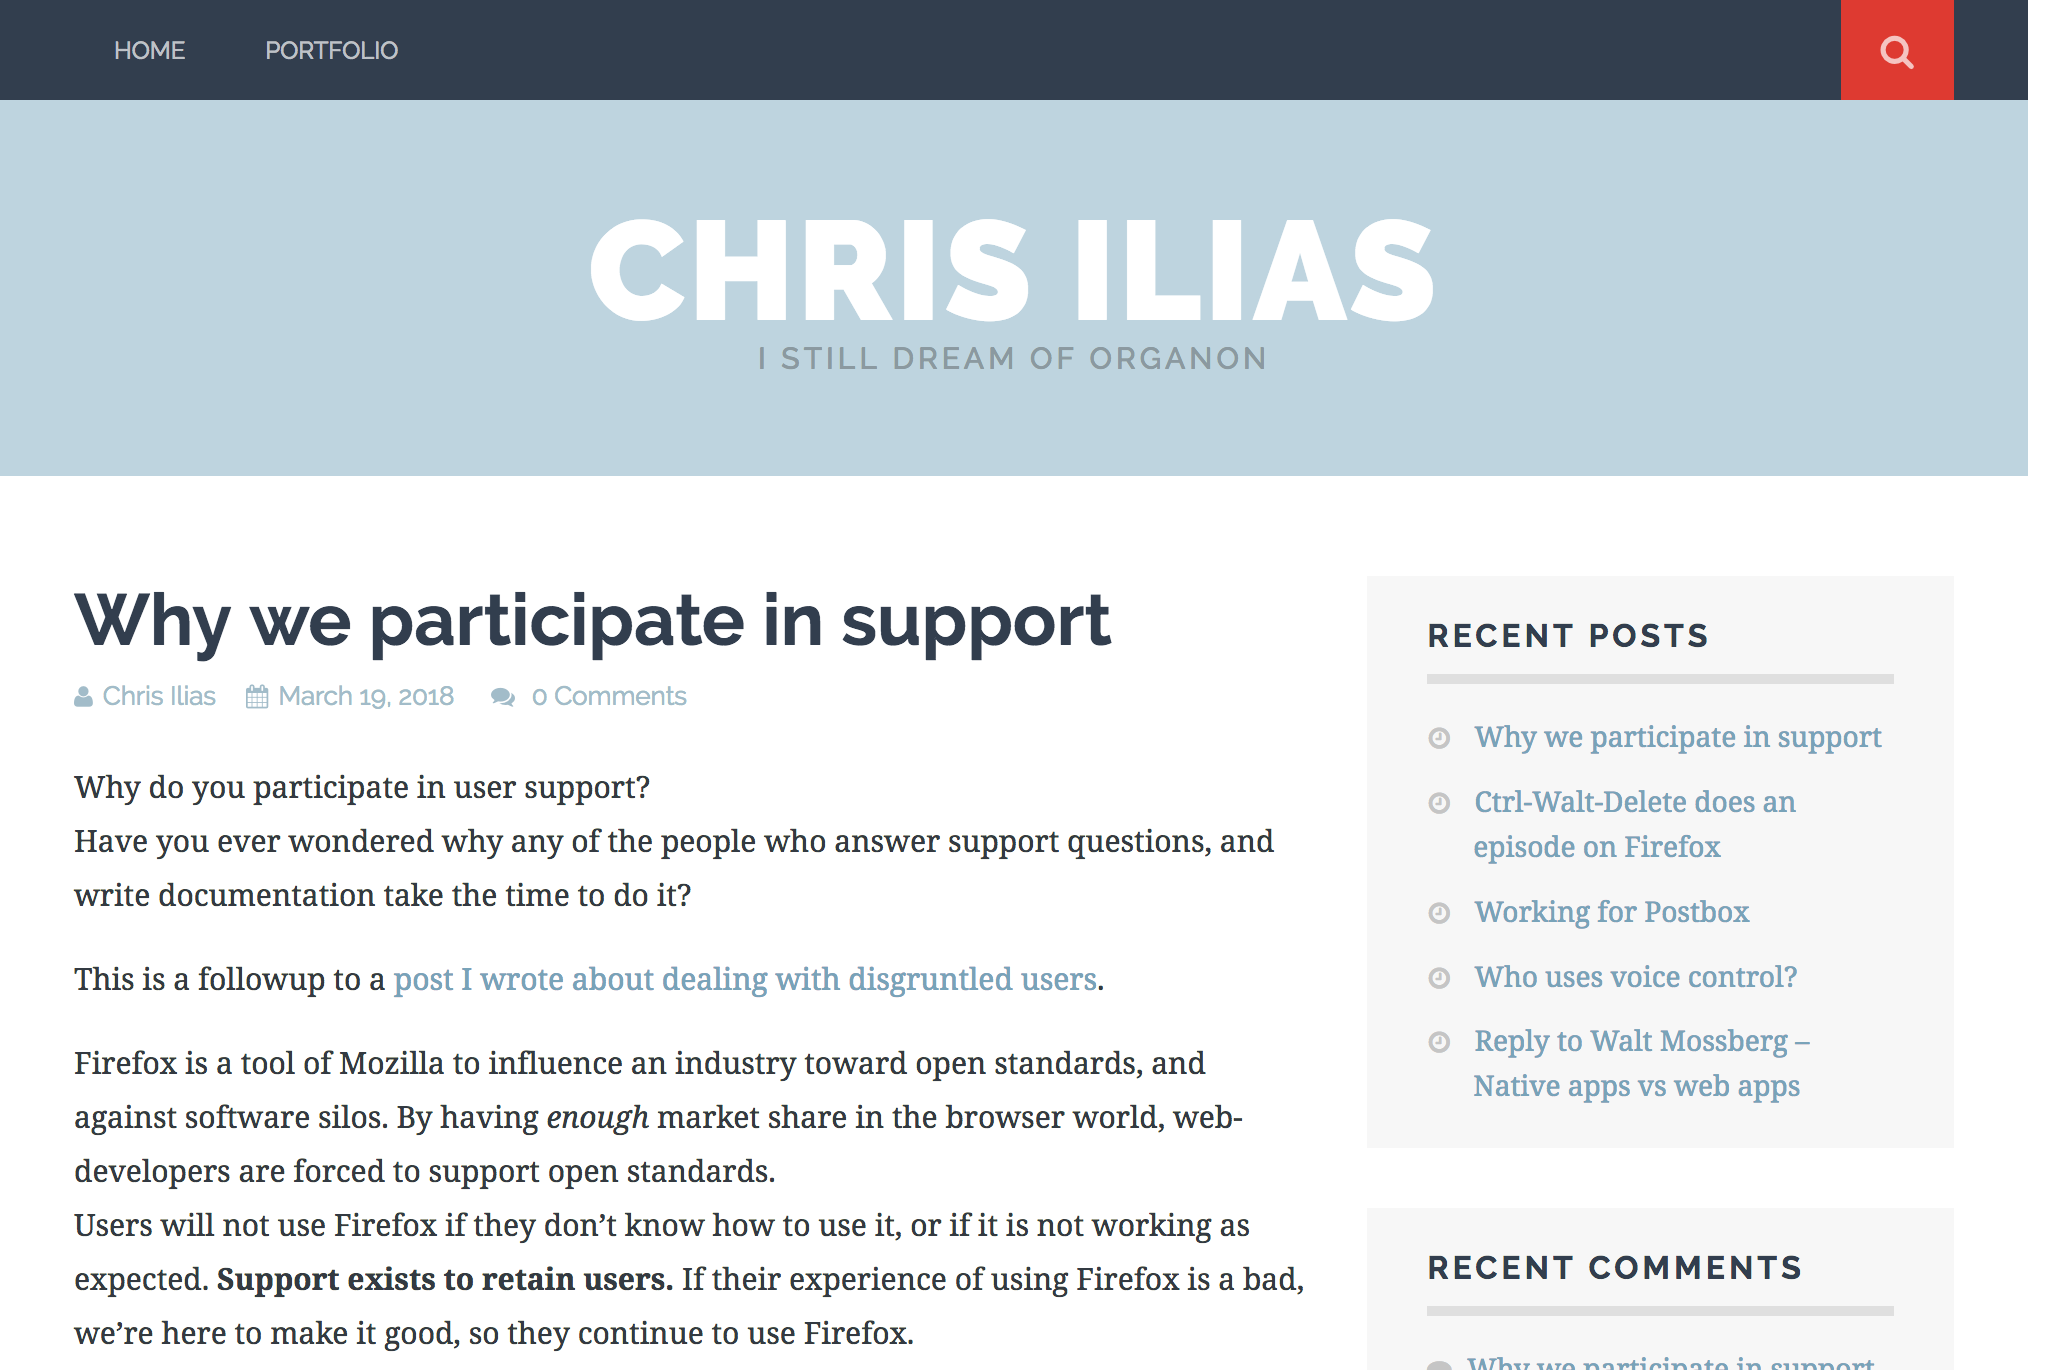 HOME
PORTFOLIO
CHRIS ILIAS
I STILL DREAM OF ORGANON
Why we participate in support
Chris Ilias March 19, 2018 0 Comments
Why do you participate in user support?
Have you ever wondered why any of the people who answer support questions, and
write documentation take the time to do it?
This is a followup to a post I wrote about dealing with disgruntled users.
Firefox is a tool of Mozilla to influence an industry toward open standards, and
against software silos. By having enough market share in the browser world, web-
developers are forced to support open standards.
Users will not use Firefox if they don’t know how to use it, or if it is not working as
expected. Support exists to retain users. If their experience of using Firefox is a bad,
we’re here to make it good, so they continue to use Firefox.
RECENT POSTS
Why we participate in support
Ctrl-Walt-Delete does an
episode on Firefox
Working for Postbox
Who uses voice control?
Reply to Walt Mossberg –
Native apps vs web apps
RECENT COMMENTS
Why we participate in support